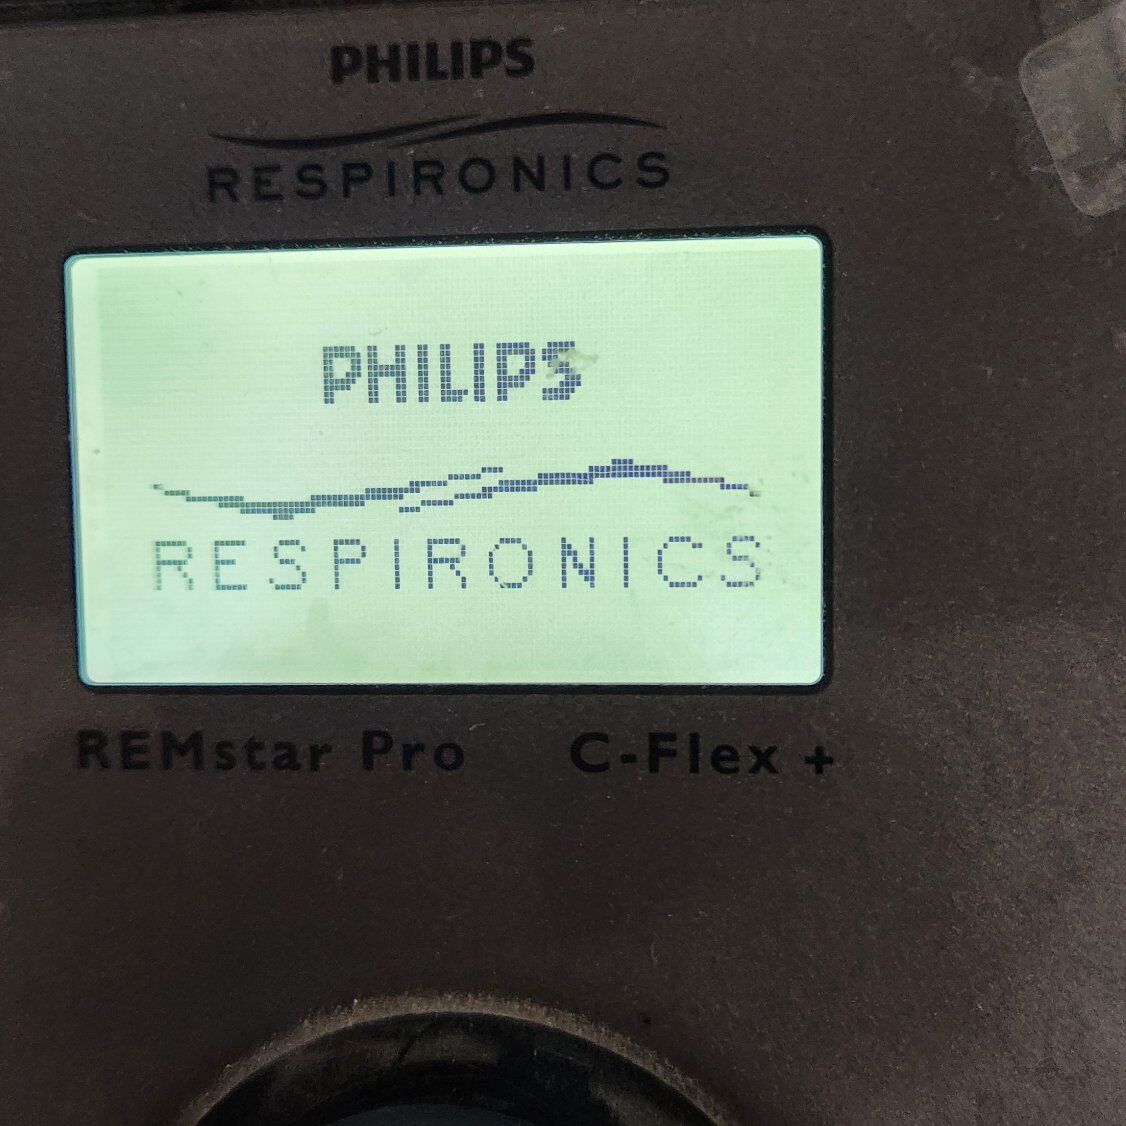 PHILIPS
RESPIRONICS
PHILIPS
RESPIRONICS
REMstar Pro C-Flex +